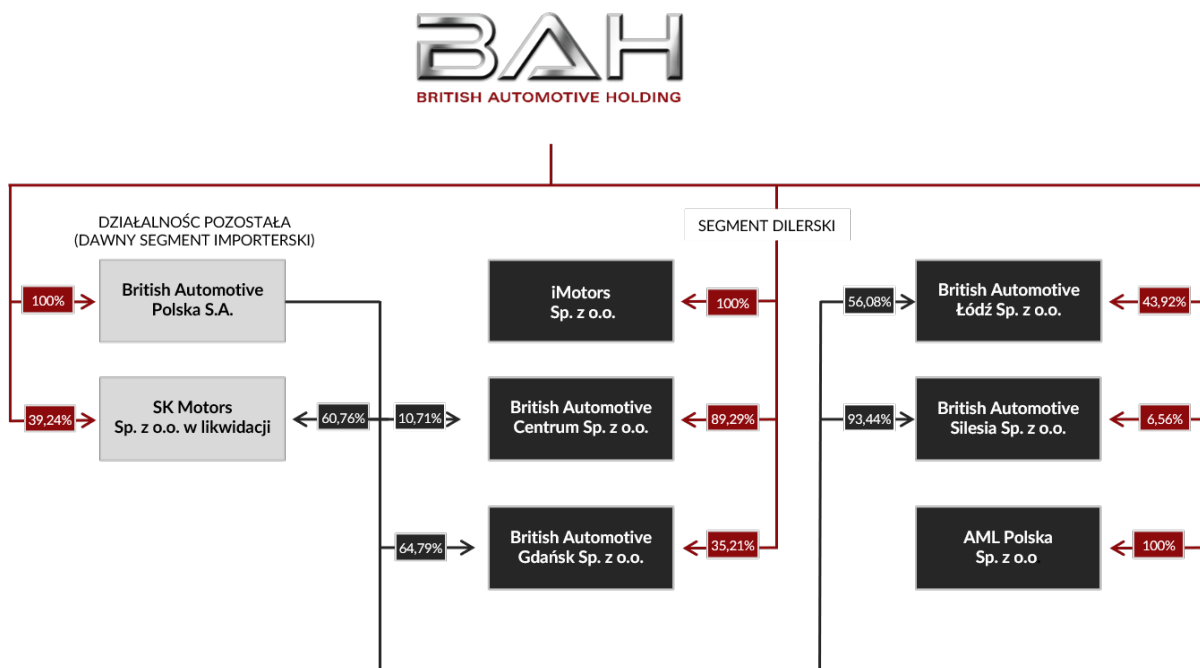 BAH
BRITISH AUTOMOTIVE HOLDING
DZIAŁALNOŚC POZOSTAŁA
(DAWNY SEGMENT IMPORTERSKI)
SEGMENT DILERSKI
100%
British Automotive
Polska S.A.
iMotors
Sp. z o.o.
100%
56,08%
British Automotive
Łódź Sp. z o.o.
43,92%
39,24%
SK Motors
Sp. z o.o. w likwidacji
60,76%
10,71%
British Automotive
Centrum Sp. z o.o.
89,29%
93,44%
British Automotive
Silesia Sp. z o.o.
6,56%
64,79%
British Automotive
Gdańsk Sp. z o.o.
35,21%
AML Polska
Sp. z o.o.
100%